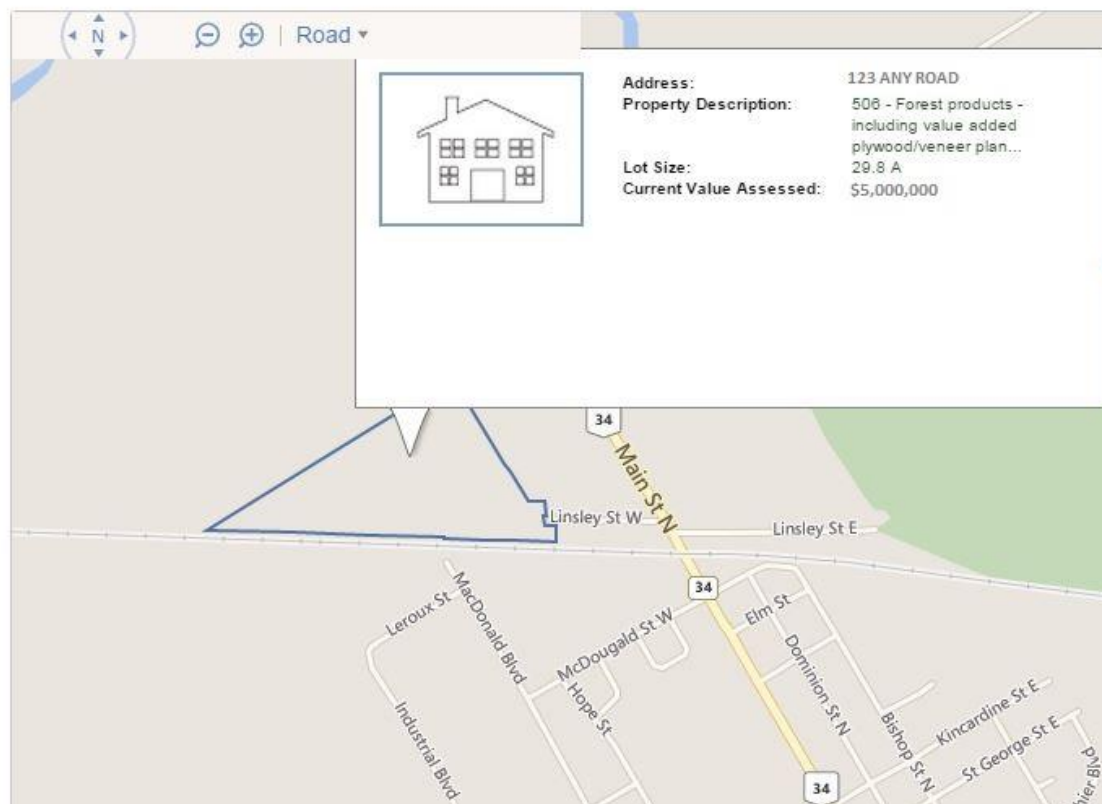 N
Road
Address: 123 ANY ROAD
Property Description: 506 - Forest products -
including value added
plywood/veneer plan...
Lot Size: 29.8 A
Current Value Assessed: $5,000,000
34
Main St N
Linsley St W
Linsley St E
34
Leroux St
MacDonald Blvd
McDougald St W
Elm St
Hope St
Dominion St N
Industrial Blvd
Bishop St N
Kincardine St E
St George St E
34